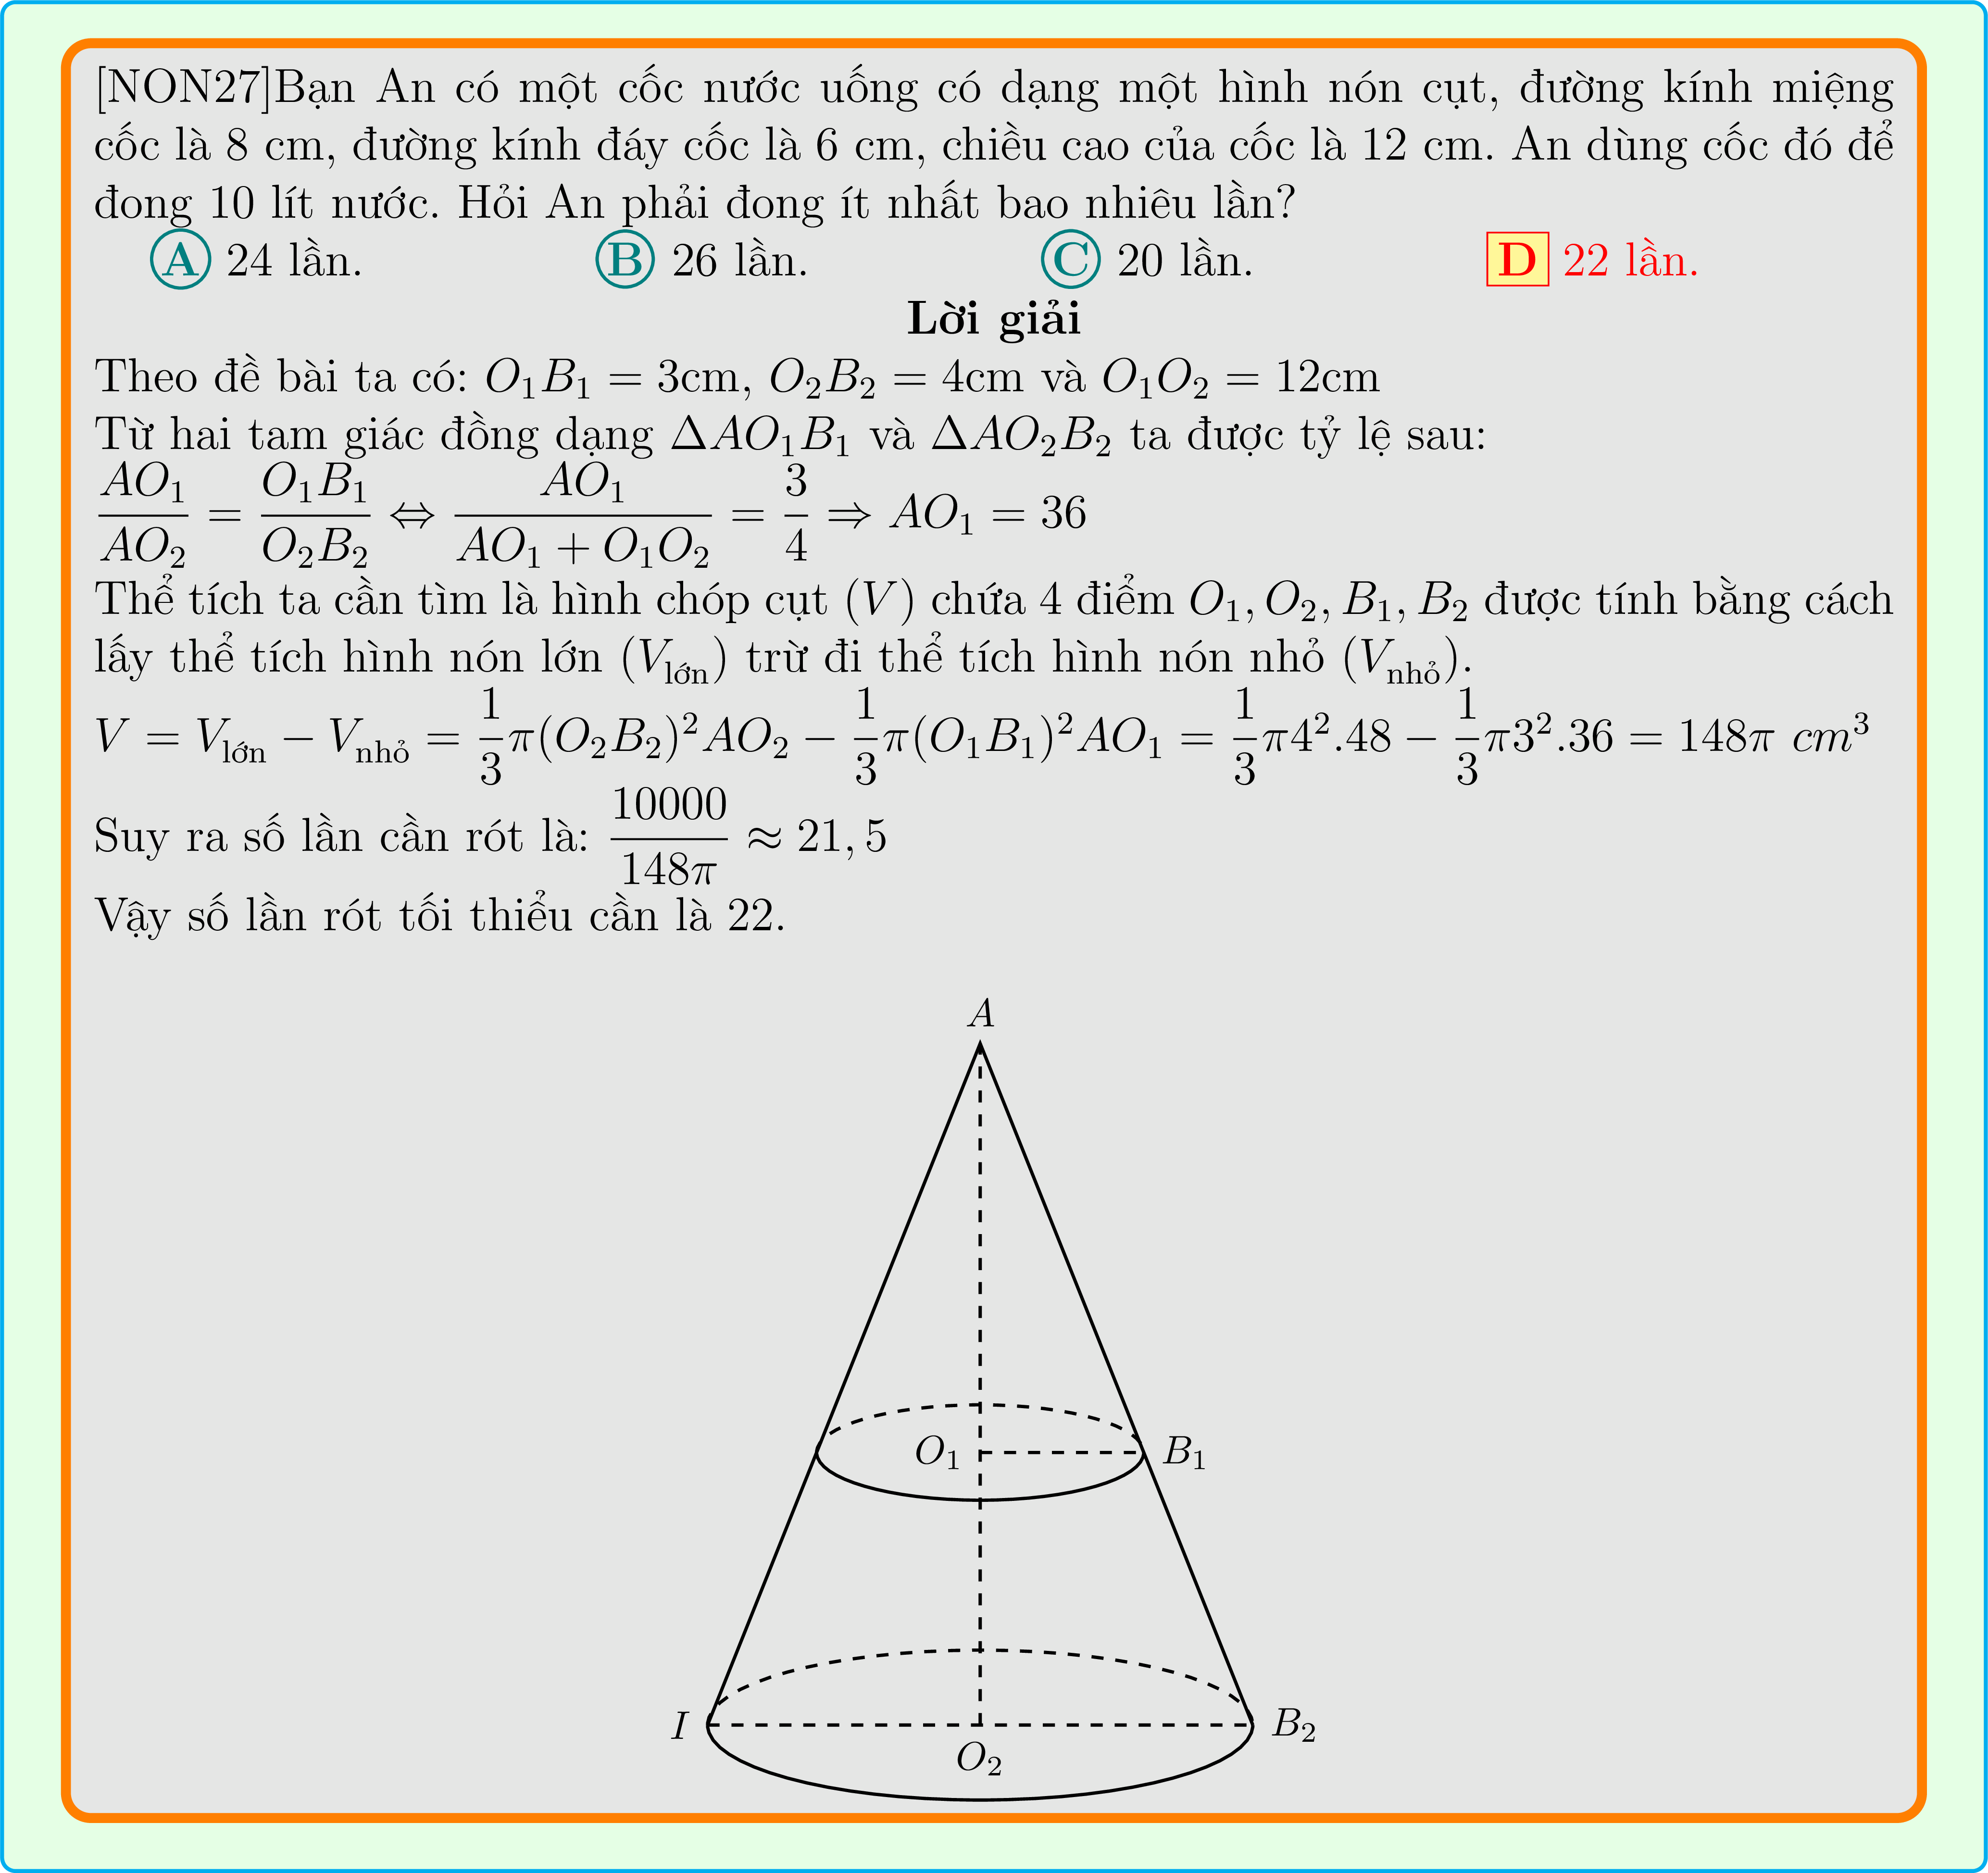 [NON27]Bạn An có một cốc nước uống có dạng một hình nón cụt, đường kính miệng
cốc là 8 cm, đường kính đáy cốc là 6 cm, chiều cao của cốc là 12 cm. An dùng cốc đó để
đong 10 lít nước. Hỏi An phải đong ít nhất bao nhiêu lần?
A 24 lần. B 26 lần. C 20 lần. D 22 lần.
Lời giải
Theo đề bài ta có: $O_1B_1 = 3$cm, $O_2B_2 = 4$cm và $O_1O_2 = 12$cm
Từ hai tam giác đồng dạng $\Delta AO_1B_1$ và $\Delta AO_2B_2$ ta được tỷ lệ sau:
$\frac{AO_1}{AO_2} = \frac{O_1B_1}{O_2B_2} \Leftrightarrow \frac{AO_1}{AO_1 + O_1O_2} = \frac{3}{4} \Rightarrow AO_1 = 36$
Thể tích ta cần tìm là hình chóp cụt $(V)$ chứa 4 điểm $O_1, O_2, B_1, B_2$ được tính bằng cách
lấy thể tích hình nón lớn ($V_{\text{lớn}}$) trừ đi thể tích hình nón nhỏ ($V_{\text{nhỏ}}$).
$V = V_{\text{lớn}} - V_{\text{nhỏ}} = \frac{1}{3}\pi(O_2B_2)^2AO_2 - \frac{1}{3}\pi(O_1B_1)^2AO_1 = \frac{1}{3}\pi4^2.48 - \frac{1}{3}\pi3^2.36 = 148\pi \ cm^3$
Suy ra số lần cần rót là: $\frac{10000}{148\pi} \approx 21,5$
Vậy số lần rót tối thiểu cần là 22.
$A$
$O_1$ $B_1$
$I$ $B_2$
$O_2$